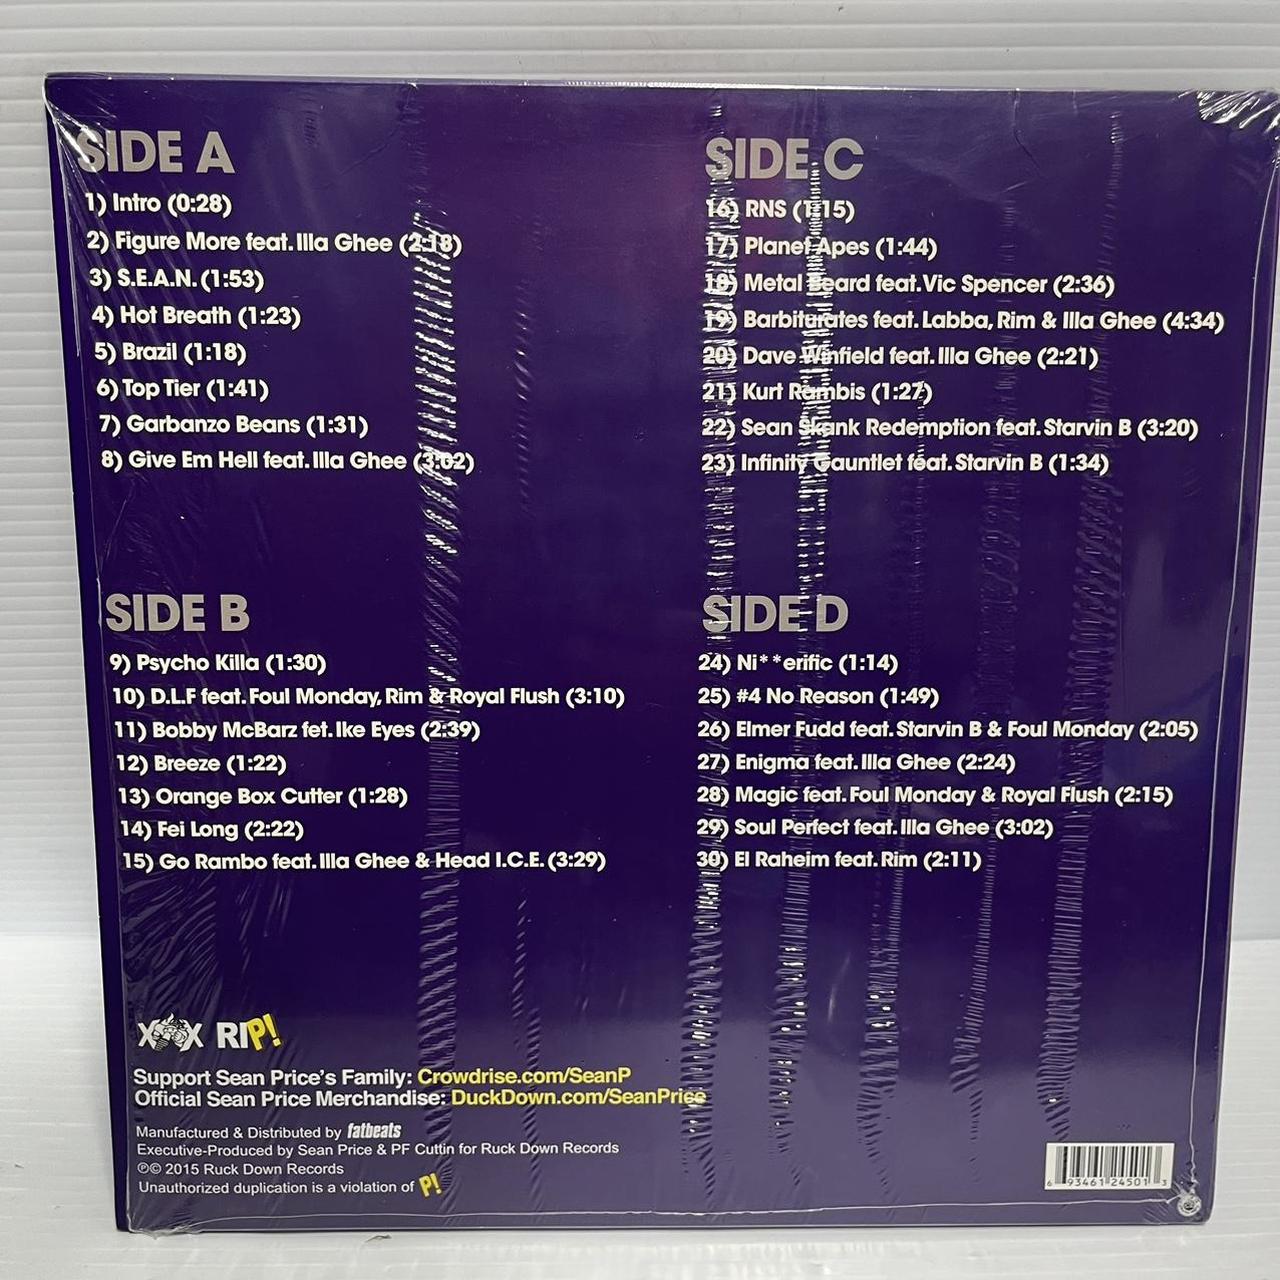 SIDE A
1) Intro (0:28)
2) Figure More feat. Illa Ghee (2:18)
3) S.E.A.N. (1:53)
4) Hot Breath (1:23)
5) Brazil (1:18)
6) Top Tier (1:41)
7) Garbanzo Beans (1:31)
8) Give Em Hell feat. Illa Ghee (3:02)
SIDE B
9) Psycho Killa (1:30)
10) D.L.F feat. Foul Monday, Rim & Royal Flush (3:10)
11) Bobby McBarz fet. Ike Eyes (2:39)
12) Breeze (1:22)
13) Orange Box Cutter (1:28)
14) Fei Long (2:22)
15) Go Rambo feat. Illa Ghee & Head I.C.E. (3:29)
SIDE C
16) RNS (1:15)
17) Planet Apes (1:44)
18) Metal Beard feat. Vic Spencer (2:36)
19) Barbiturates feat. Labba, Rim & Illa Ghee (4:34)
20) Dave Winfield feat. Illa Ghee (2:21)
21) Kurt Rambis (1:27)
22) Sean Skank Redemption feat. Starvin B (3:20)
23) Infinity Gauntlet feat. Starvin B (1:34)
SIDE D
24) Ni**erific (1:14)
25) #4 No Reason (1:49)
26) Elmer Fudd feat. Starvin B & Foul Monday (2:05)
27) Enigma feat. Illa Ghee (2:24)
28) Magic feat. Foul Monday & Royal Flush (2:15)
29) Soul Perfect feat. Illa Ghee (3:02)
30) El Raheim feat. Rim (2:11)
X X RIP!
Support Sean Price's Family: Crowdrise.com/SeanP
Official Sean Price Merchandise: DuckDown.com/SeanPrice
Manufactured & Distributed by fatbeats
Executive-Produced by Sean Price & PF Cuttin for Ruck Down Records
℗© 2015 Ruck Down Records
Unauthorized duplication is a violation of P!
6 93461 24501 3